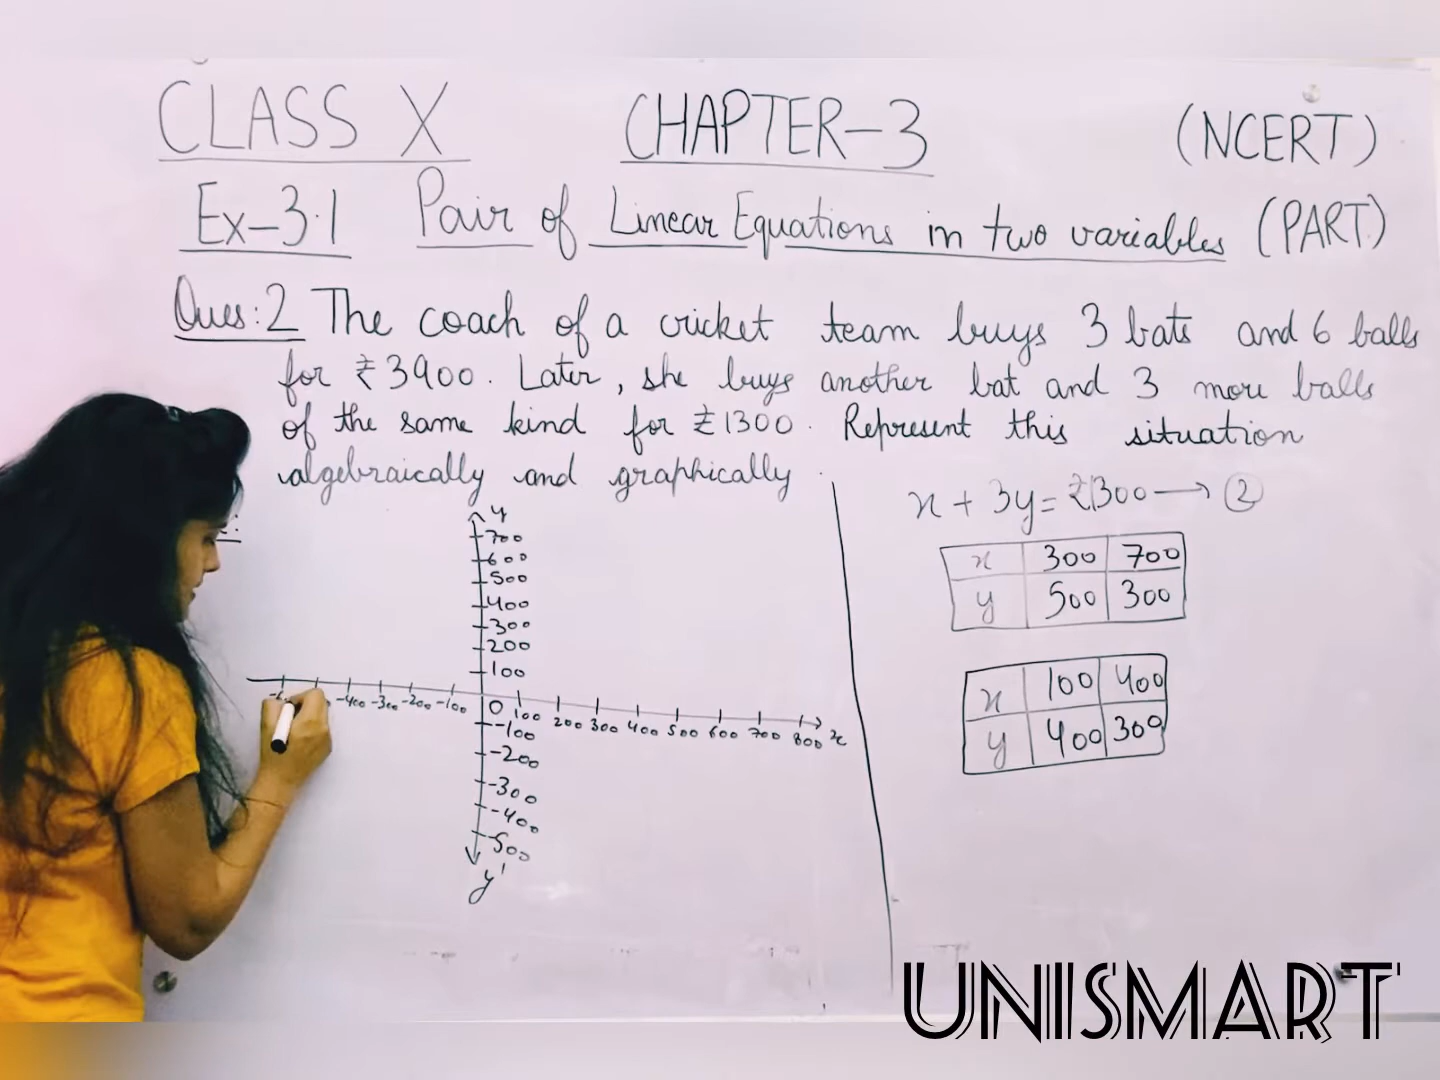 CLASS X CHAPTER-3 (NCERT)
Ex-3.1 Pair of Linear Equations in two variables (PART)
Ques:2 The coach of a cricket team buys 3 bats and 6 balls
for ₹3900. Later, she buys another bat and 3 more balls
of the same kind for ₹1300. Represent this situation
algebraically and graphically.
x + 3y = ₹1300 → ②
x 300 700
y 500 300
x 100 400
y 400 300
y
700
600
500
400
300
200
100
-400 -300 -200 -100 0 100 200 300 400 500 600 700 800 x
-100
-200
-300
-400
-500
y'
UNISMART